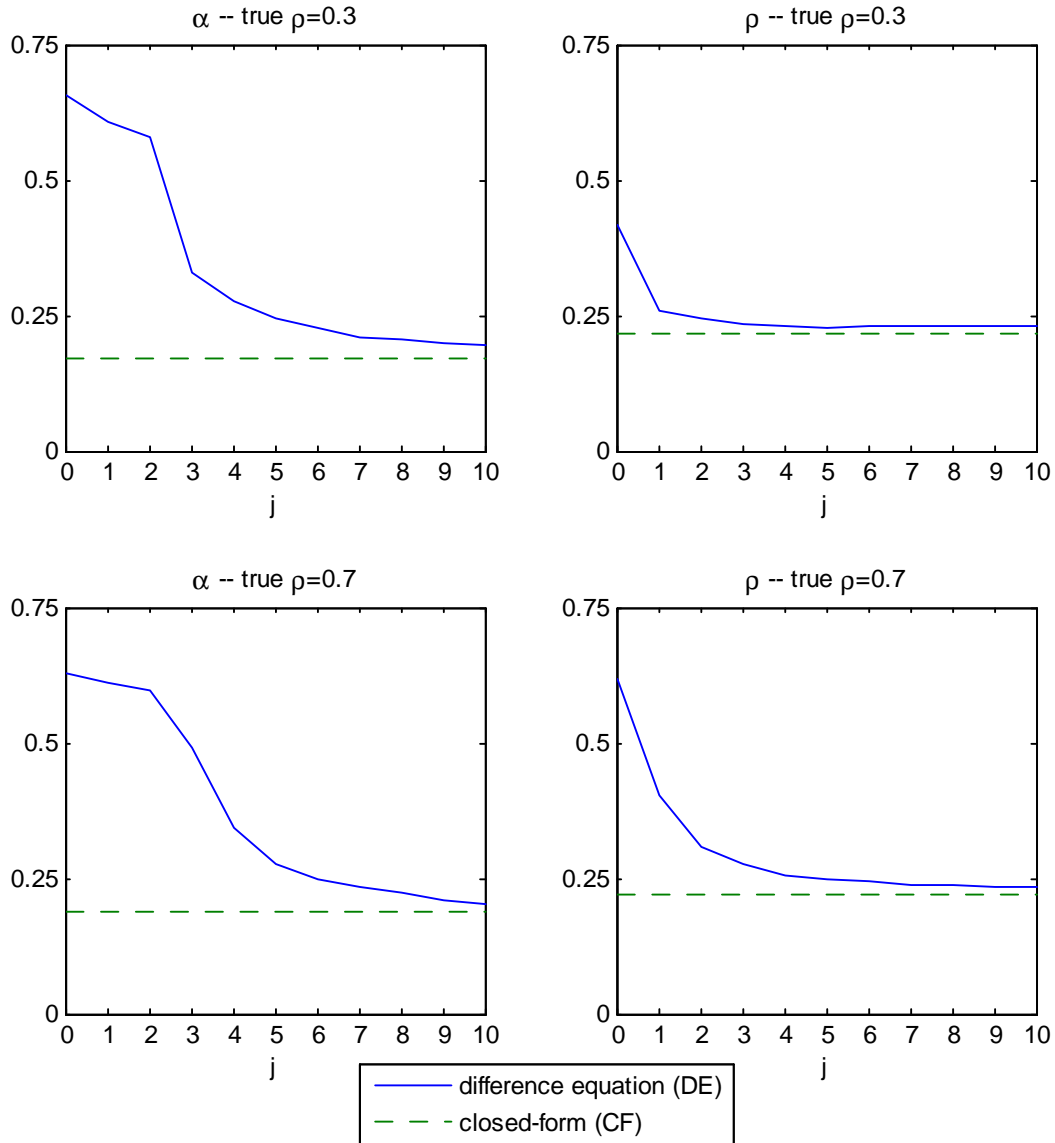 α -- true ρ=0.3
0.75
0.5
0.25
0
0 1 2 3 4 5 6 7 8 9 10
j
ρ -- true ρ=0.3
0.75
0.5
0.25
0
0 1 2 3 4 5 6 7 8 9 10
j
α -- true ρ=0.7
0.75
0.5
0.25
0
0 1 2 3 4 5 6 7 8 9 10
j
ρ -- true ρ=0.7
0.75
0.5
0.25
0
0 1 2 3 4 5 6 7 8 9 10
j
difference equation (DE)
closed-form (CF)